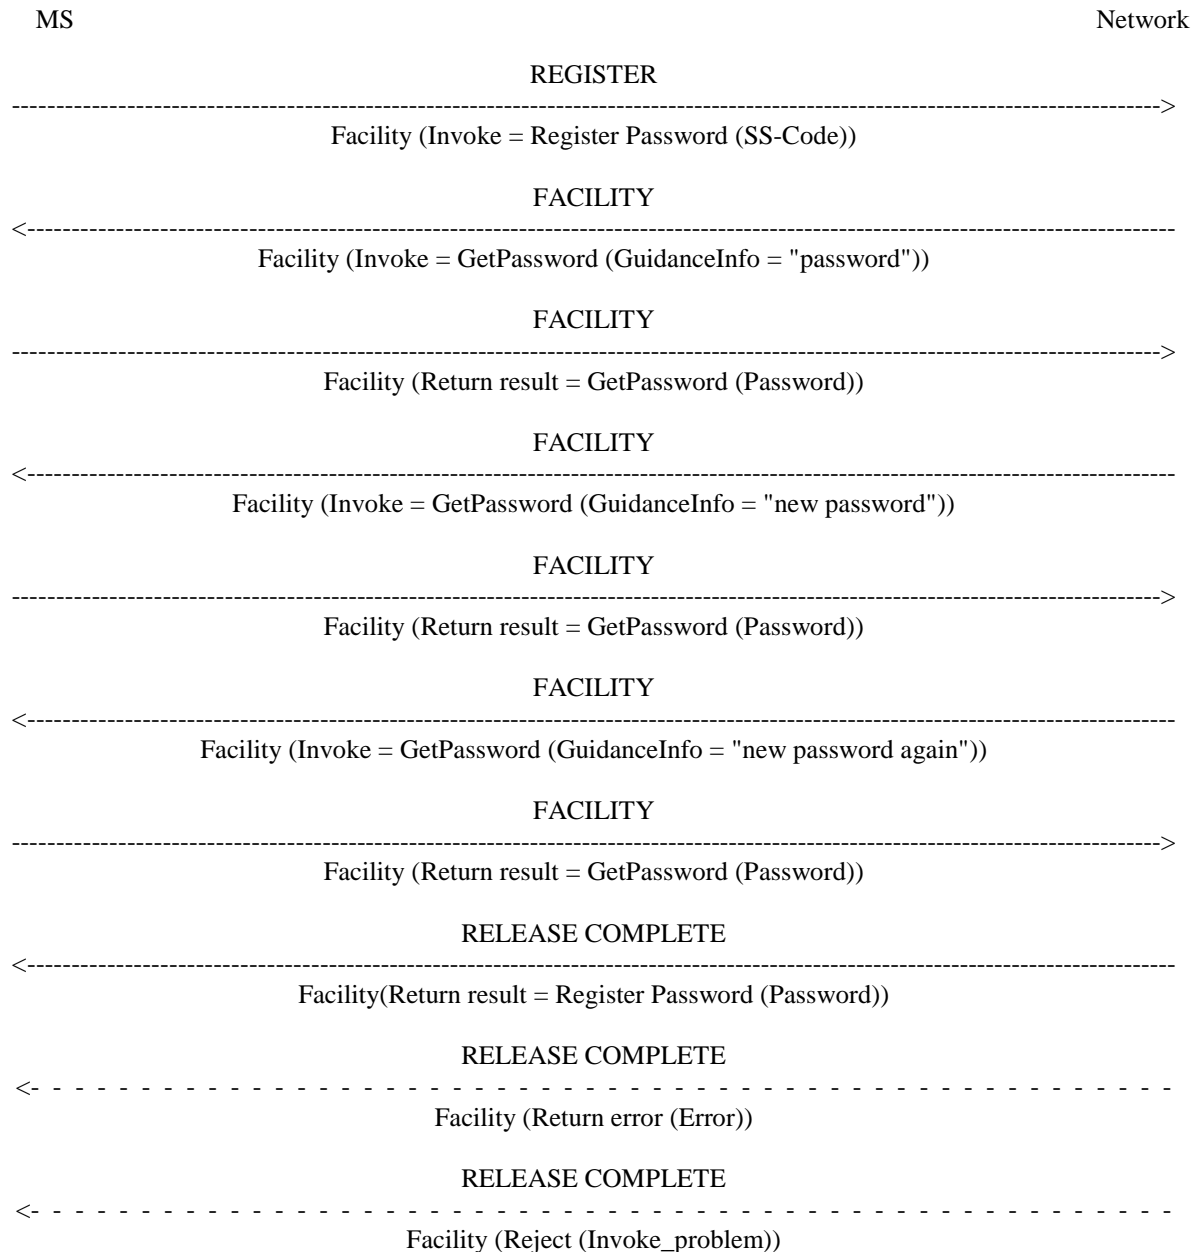 MS Network
REGISTER
Facility (Invoke = Register Password (SS-Code))
FACILITY
Facility (Invoke = GetPassword (GuidanceInfo = "password"))
FACILITY
Facility (Return result = GetPassword (Password))
FACILITY
Facility (Invoke = GetPassword (GuidanceInfo = "new password"))
FACILITY
Facility (Return result = GetPassword (Password))
FACILITY
Facility (Invoke = GetPassword (GuidanceInfo = "new password again"))
FACILITY
Facility (Return result = GetPassword (Password))
RELEASE COMPLETE
Facility(Return result = Register Password (Password))
RELEASE COMPLETE
Facility (Return error (Error))
RELEASE COMPLETE
Facility (Reject (Invoke_problem))